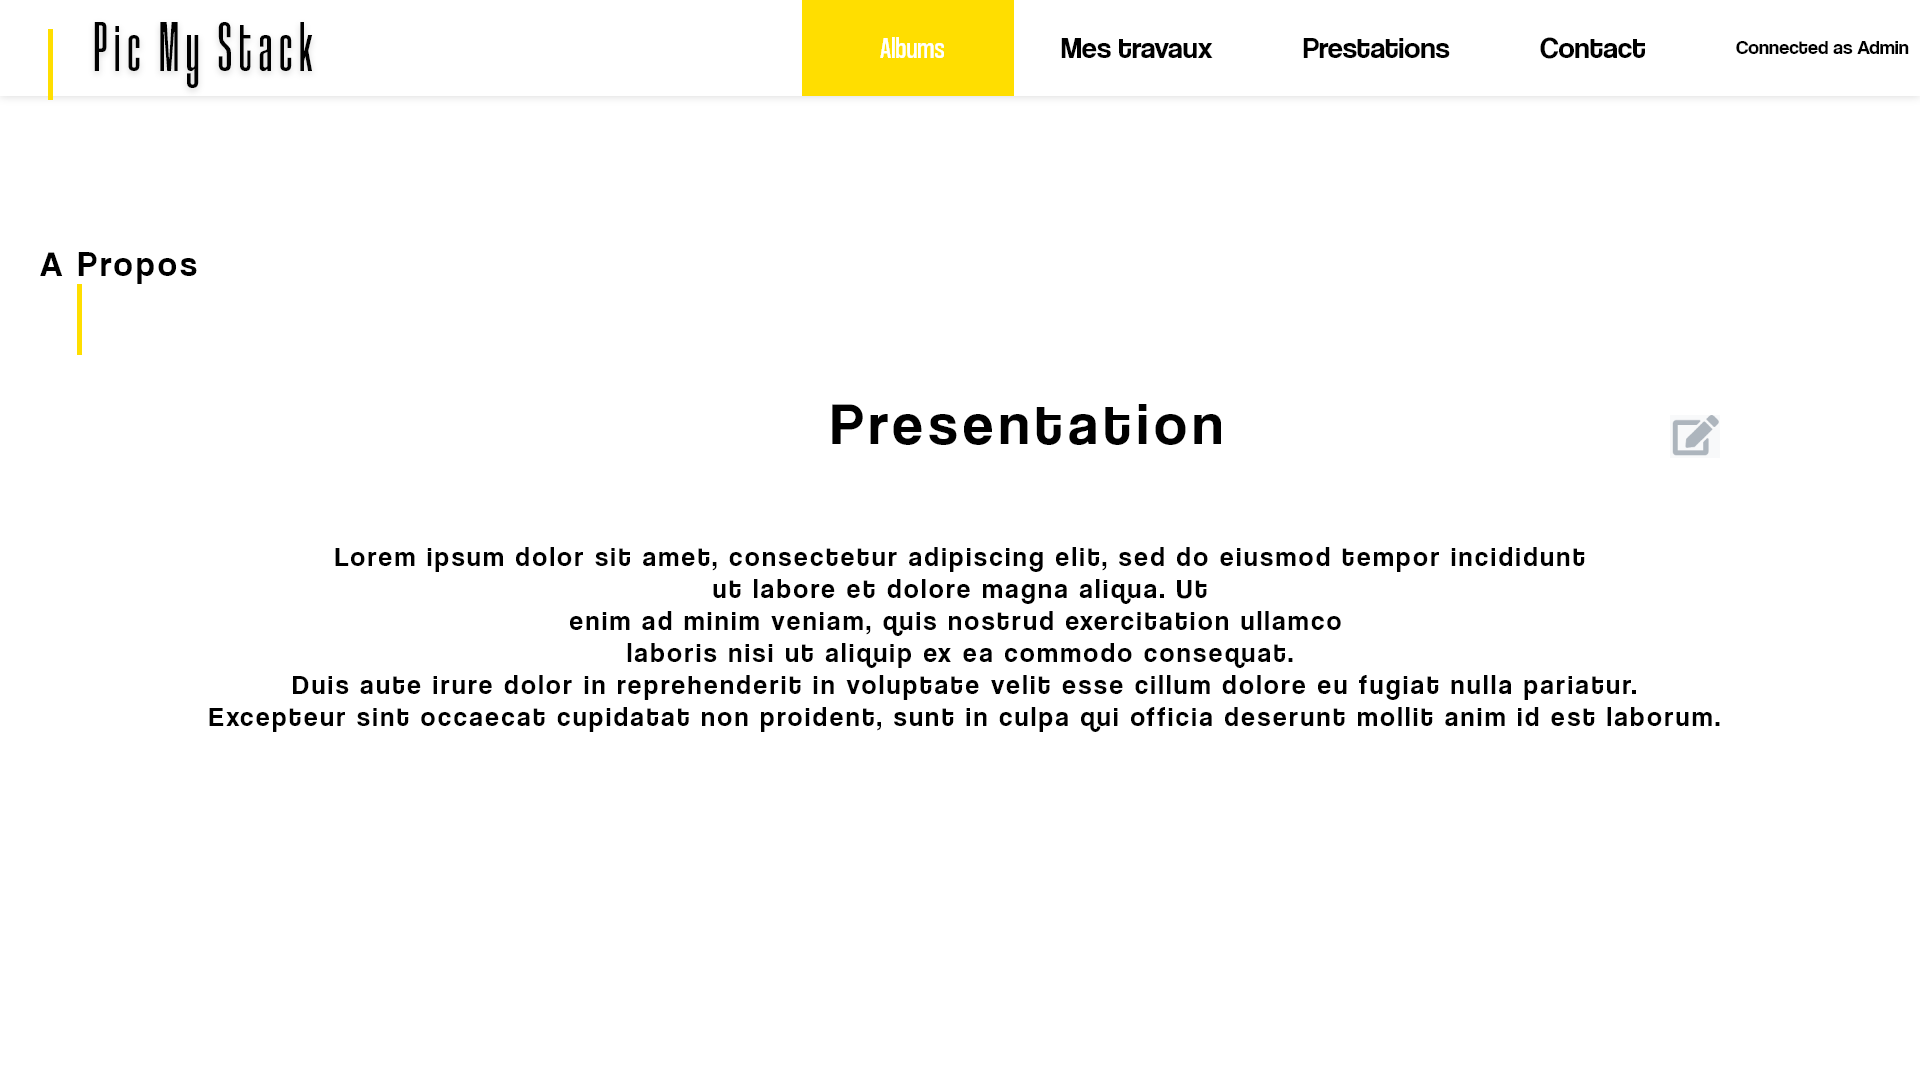 Pic My Stack
Albums
Mes travaux
Prestations
Contact
Connected as Admin
A Propos
Presentation
Lorem ipsum dolor sit amet, consectetur adipiscing elit, sed do eiusmod tempor incididunt
ut labore et dolore magna aliqua. Ut
enim ad minim veniam, quis nostrud exercitation ullamco
laboris nisi ut aliquip ex ea commodo consequat.
Duis aute irure dolor in reprehenderit in voluptate velit esse cillum dolore eu fugiat nulla pariatur.
Excepteur sint occaecat cupidatat non proident, sunt in culpa qui officia deserunt mollit anim id est laborum.